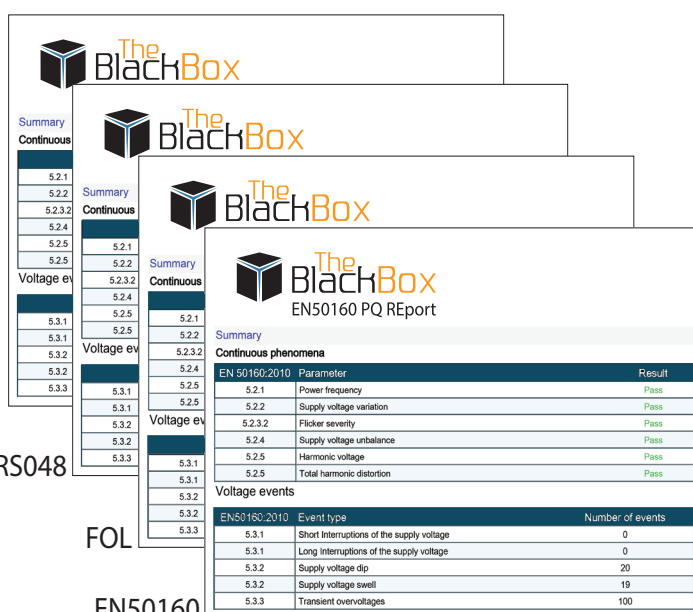 The
BlackBox
Summary
Continuous
5.2.1
5.2.2
5.2.3.2
5.2.4
5.2.5
5.2.5
Voltage ev
5.3.1
5.3.1
5.3.2
5.3.2
5.3.3
RS048
The
BlackBox
Summary
Continuous
5.2.1
5.2.2
5.2.3.2
5.2.4
5.2.5
5.2.5
Voltage ev
5.3.1
5.3.1
5.3.2
5.3.2
5.3.3
FOL
The
BlackBox
Summary
Continuous
5.2.1
5.2.2
5.2.3.2
5.2.4
5.2.5
5.2.5
Voltage ev
5.3.1
5.3.1
5.3.2
5.3.2
5.3.3
EN50160
The
BlackBox
EN50160 PQ REport
Summary
Continuous phenomena
EN 50160:2010 Parameter Result
5.2.1 Power frequency Pass
5.2.2 Supply voltage variation Pass
5.2.3.2 Flicker severity Pass
5.2.4 Supply voltage unbalance Pass
5.2.5 Harmonic voltage Pass
5.2.5 Total harmonic distortion Pass
Voltage events
EN50160:2010 Event type Number of events
5.3.1 Short Interruptions of the supply voltage 0
5.3.1 Long Interruptions of the supply voltage 0
5.3.2 Supply voltage dip 20
5.3.2 Supply voltage swell 19
5.3.3 Transient overvoltages 100